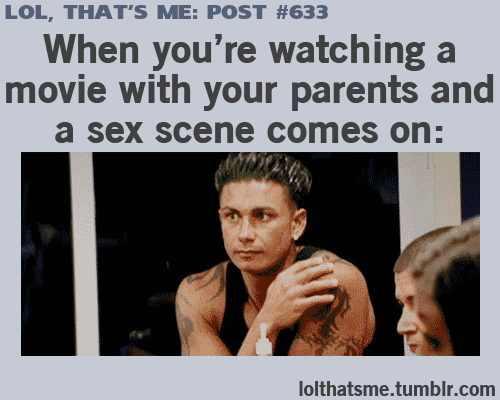 LOL, THAT'S ME: POST #633
When you're watching a
movie with your parents and
a sex scene comes on:
lolthatsme.tumblr.com